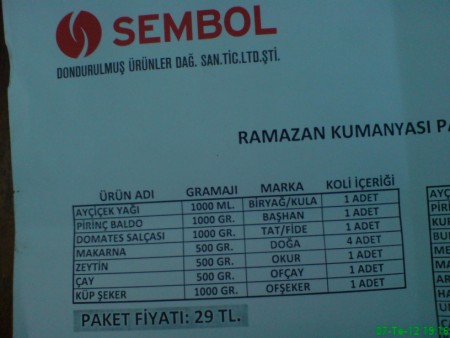 SEMBOL
DONDURULMUŞ ÜRÜNLER DAĞ. SAN.TİC.LTD.ŞTİ.
RAMAZAN KUMANYASI PA
ÜRÜN ADI GRAMAJI MARKA KOLİ İÇERİĞİ
AYÇİÇEK YAĞI 1000 ML. BİRYAĞ/KULA 1 ADET
PİRİNÇ BALDO 1000 GR. BAŞHAN 1 ADET
DOMATES SALÇASI 1000 GR. TAT/FİDE 1 ADET
MAKARNA 500 GR. DOĞA 4 ADET
ZEYTİN 500 GR. OKUR 1 ADET
ÇAY 500 GR. OFÇAY 1 ADET
KÜP ŞEKER 1000 GR. OFŞEKER 1 ADET
PAKET FİYATI: 29 TL.